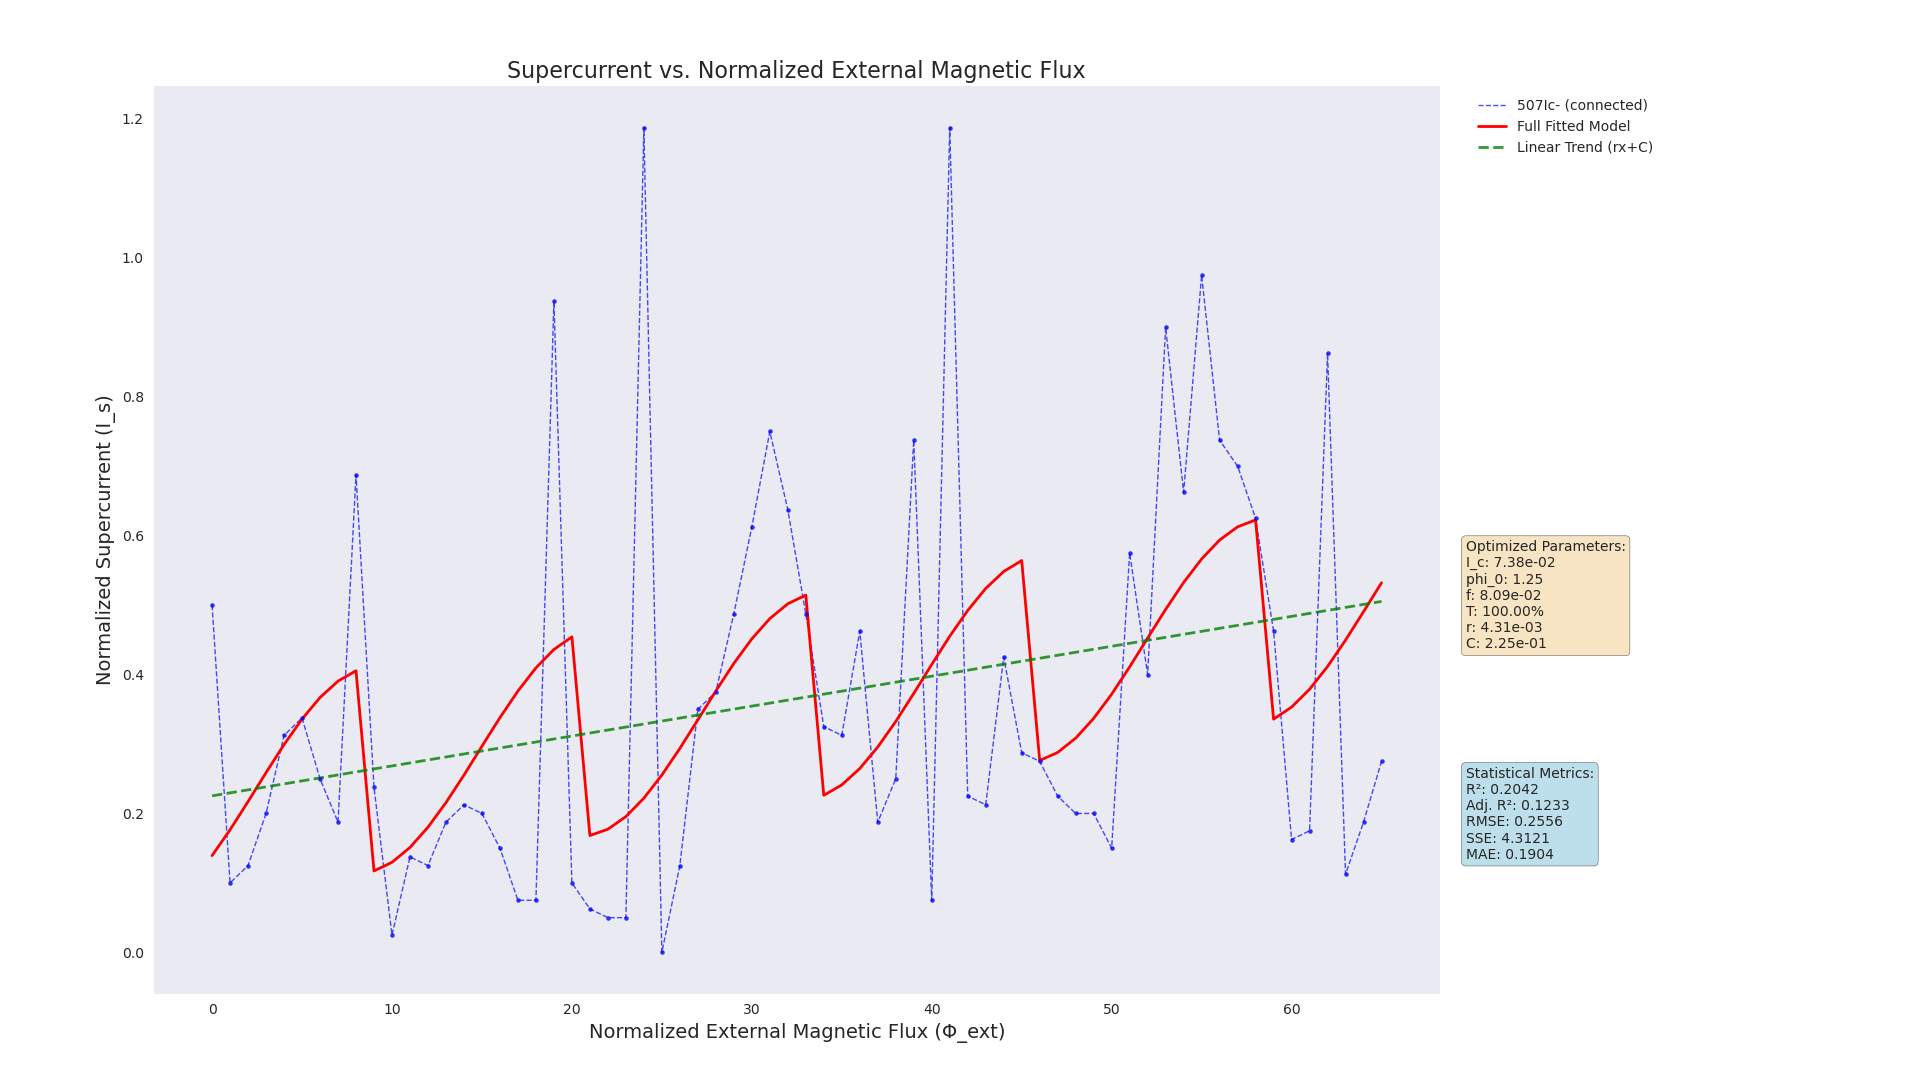 Supercurrent vs. Normalized External Magnetic Flux
507Ic- (connected)
Full Fitted Model
Linear Trend (rx+C)
Normalized Supercurrent (I_s)
1.2
1.0
0.8
0.6
0.4
0.2
0.0
Optimized Parameters:
I_c: 7.38e-02
phi_0: 1.25
f: 8.09e-02
T: 100.00%
r: 4.31e-03
C: 2.25e-01
Statistical Metrics:
R²: 0.2042
Adj. R²: 0.1233
RMSE: 0.2556
SSE: 4.3121
MAE: 0.1904
0 10 20 30 40 50 60
Normalized External Magnetic Flux (Φ_ext)